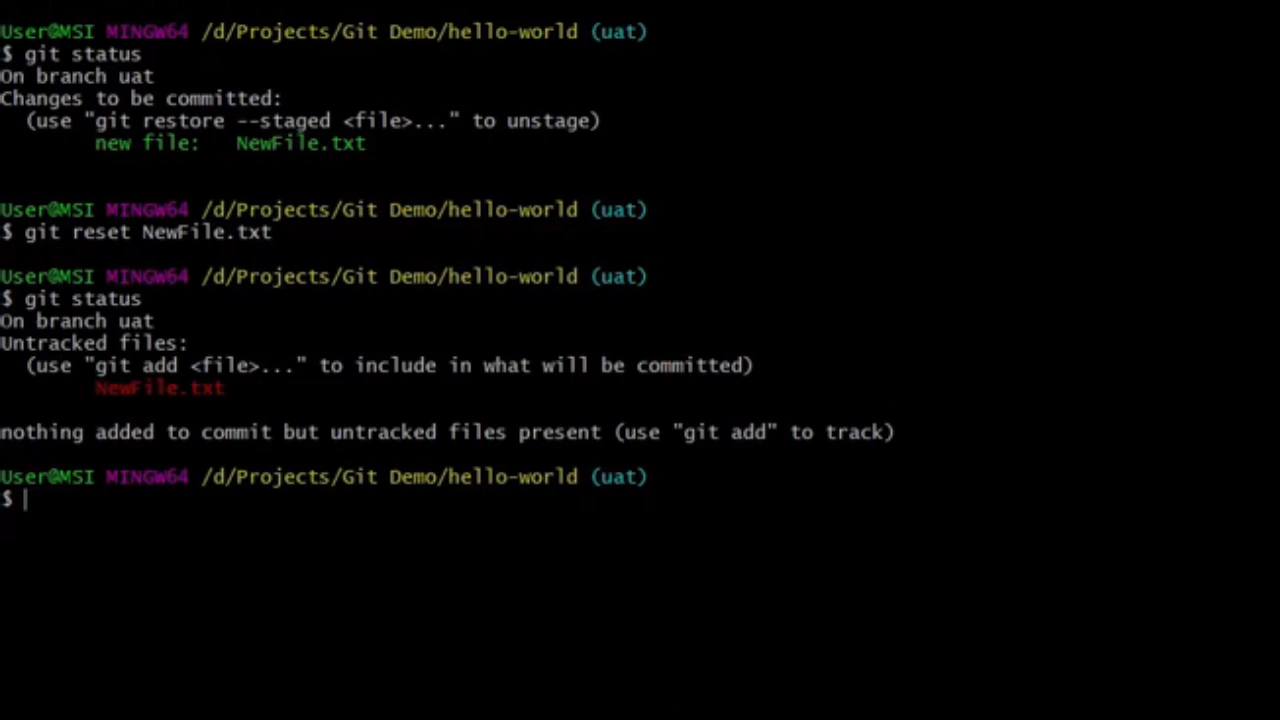 User@MSI MINGW64 /d/Projects/Git Demo/hello-world (uat)
$ git status
On branch uat
Changes to be committed:
  (use "git restore --staged <file>..." to unstage)
        new file:   NewFile.txt
User@MSI MINGW64 /d/Projects/Git Demo/hello-world (uat)
$ git reset NewFile.txt
User@MSI MINGW64 /d/Projects/Git Demo/hello-world (uat)
$ git status
On branch uat
Untracked files:
  (use "git add <file>..." to include in what will be committed)
        NewFile.txt
nothing added to commit but untracked files present (use "git add" to track)
User@MSI MINGW64 /d/Projects/Git Demo/hello-world (uat)
$